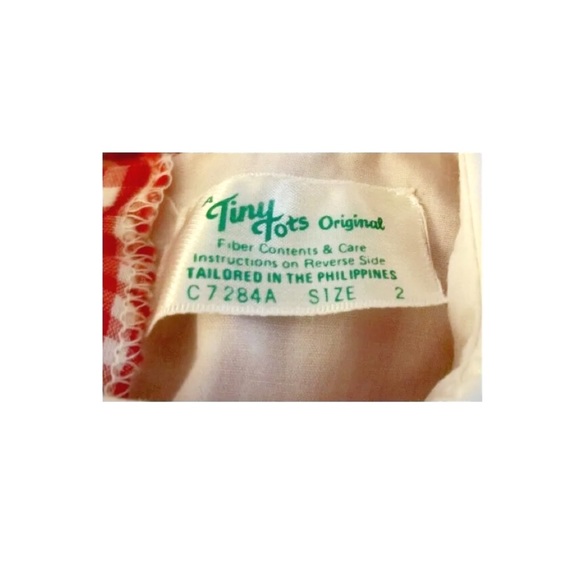 A Tiny Tots Original
Fiber Contents & Care
Instructions on Reverse Side
TAILORED IN THE PHILIPPINES
C7284A SIZE 2